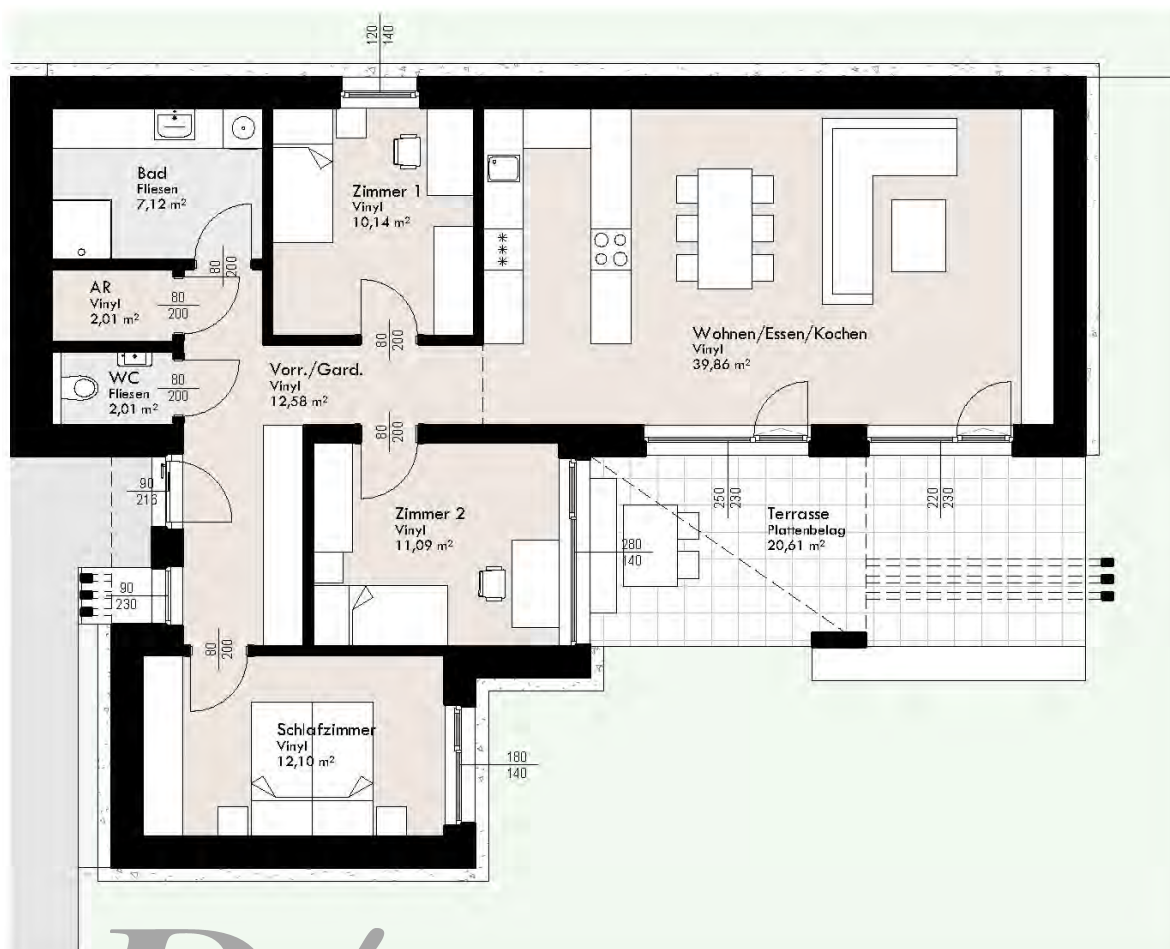 120
140
Bad
Fliesen
7,12 m²
Zimmer 1
Vinyl
10,14 m²
80
200
AR
Vinyl
2,01 m²
80
200
WC
Fliesen
2,01 m²
80
200
Vorr./Gard.
Vinyl
12,58 m²
80
200
80
200
Wohnen/Essen/Kochen
Vinyl
39,86 m²
90
216
90
230
Zimmer 2
Vinyl
11,09 m²
280
140
250
230
Terrasse
Plattenbelag
20,61 m²
220
230
80
200
Schlafzimmer
Vinyl
12,10 m²
180
140